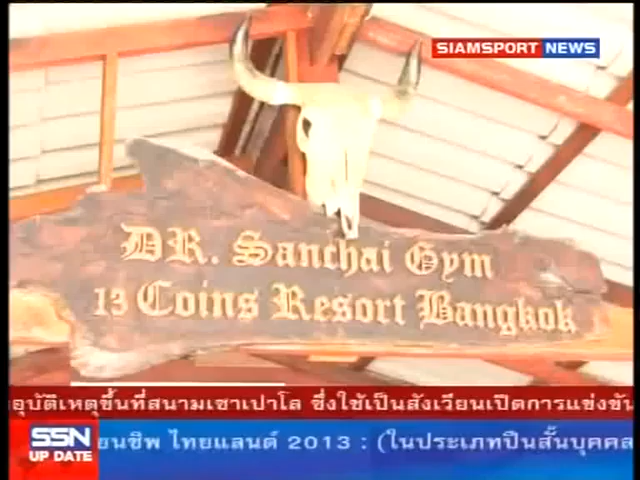 SIAMSPORT NEWS
DR. Sanchai Gym
13 Coins Resort Bangkok
อุบัติเหตุขึ้นที่สนามเซาเปาโล ซึ่งใช้เป็นสังเวียนเปิดการแข่งขัน
SSN
UP DATE
ยนชิพ ไทยแลนด์ 2013 : (ในประเภทปืนสั้นบุคคล